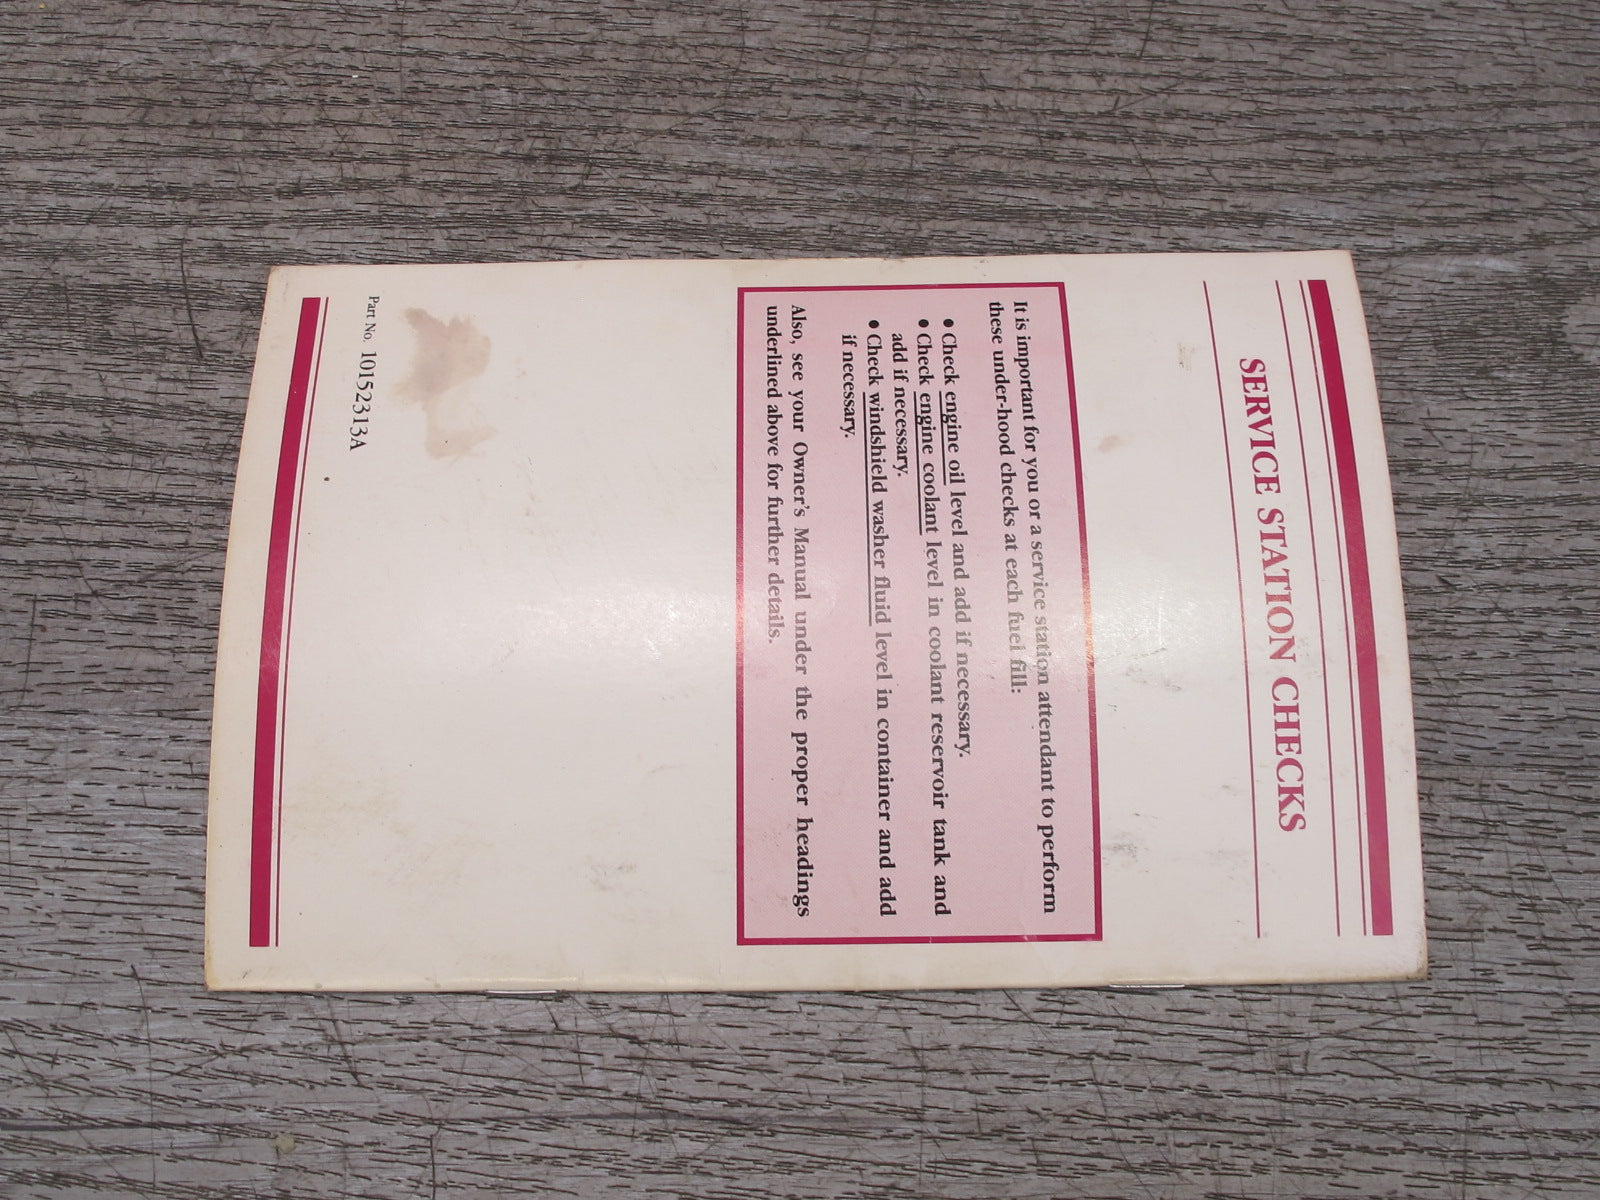 SERVICE STATION CHECKS
It is important for you or a service station attendant to perform
these under-hood checks at each fuel fill:
● Check engine oil level and add if necessary.
● Check engine coolant level in coolant reservoir tank and
add if necessary.
● Check windshield washer fluid level in container and add
if necessary.
Also, see your Owner's Manual under the proper headings
underlined above for further details.
Part No. 10152313A